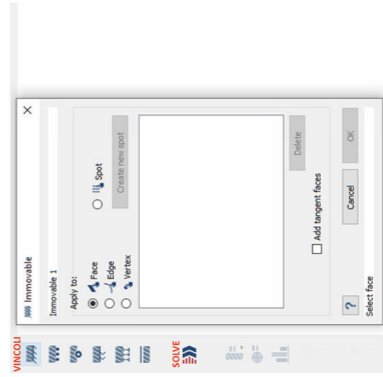 VINCOLI
Immovable
Immovable 1
Apply to:
Face
Spot
Edge
Create new spot
Vertex
Delete
Add tangent faces
? Cancel OK
Select face
SOLVE